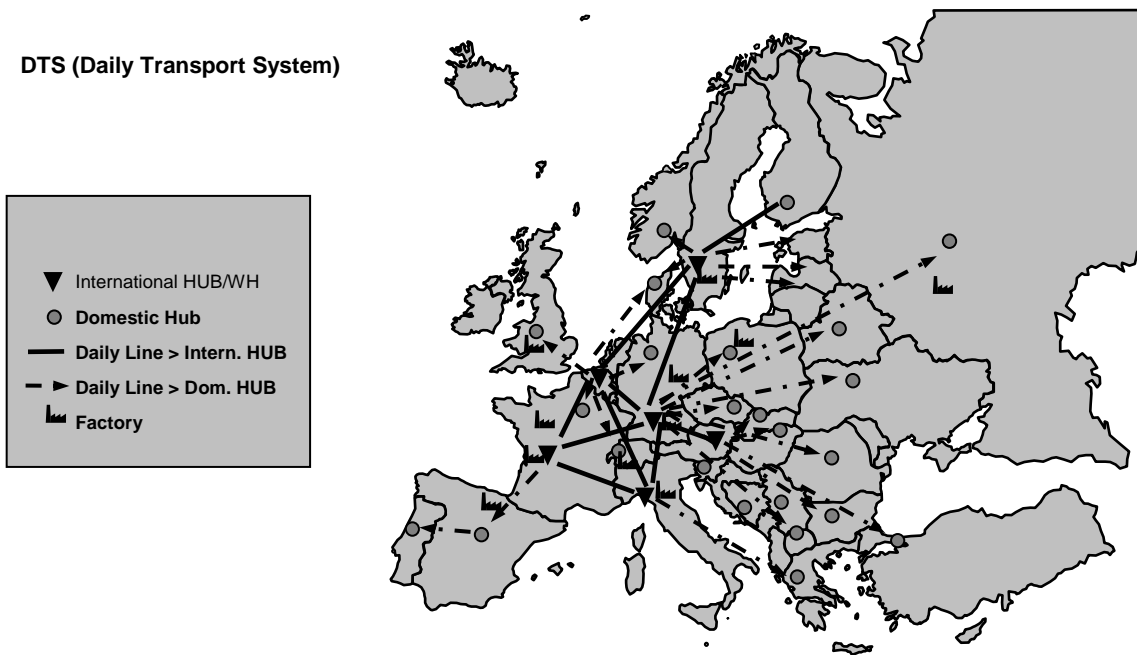 DTS (Daily Transport System)
International HUB/WH
Domestic Hub
Daily Line > Intern. HUB
Daily Line > Dom. HUB
Factory